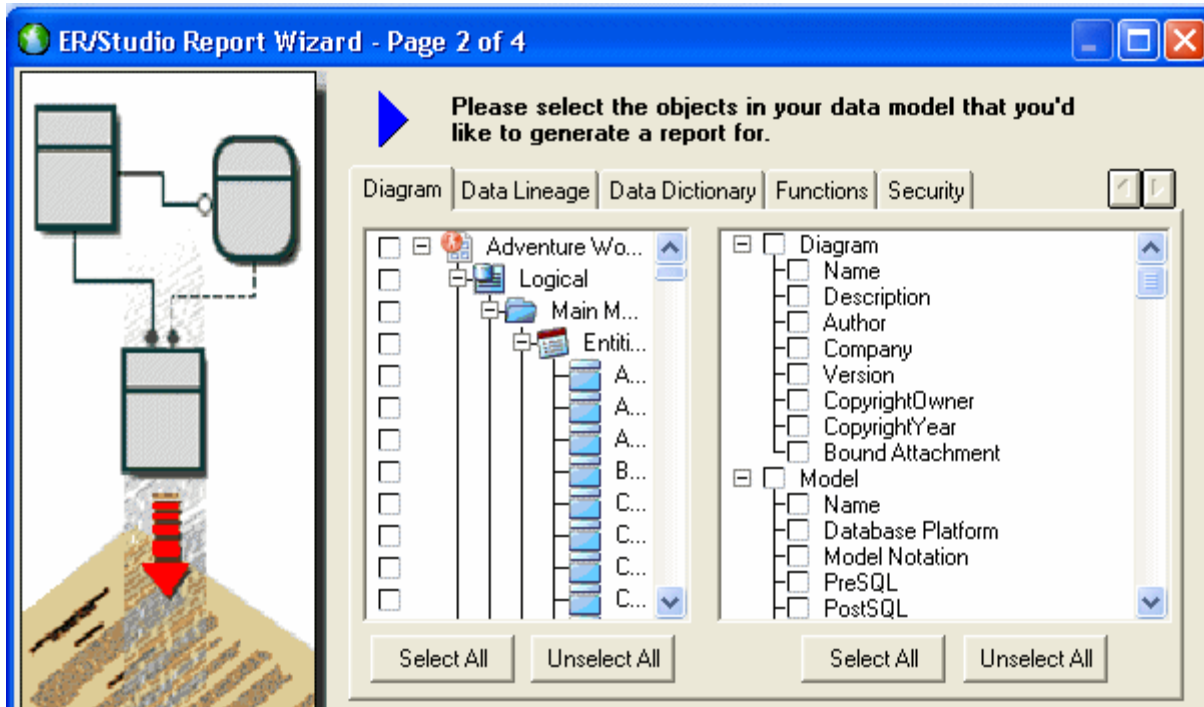 ER/Studio Report Wizard - Page 2 of 4
Please select the objects in your data model that you'd
like to generate a report for.
Diagram Data Lineage Data Dictionary Functions Security
Adventure Wo...
Logical
Main M...
Entiti...
A...
A...
A...
B...
C...
C...
C...
C...
Diagram
Name
Description
Author
Company
Version
CopyrightOwner
CopyrightYear
Bound Attachment
Model
Name
Database Platform
Model Notation
PreSQL
PostSQL
Select All Unselect All Select All Unselect All